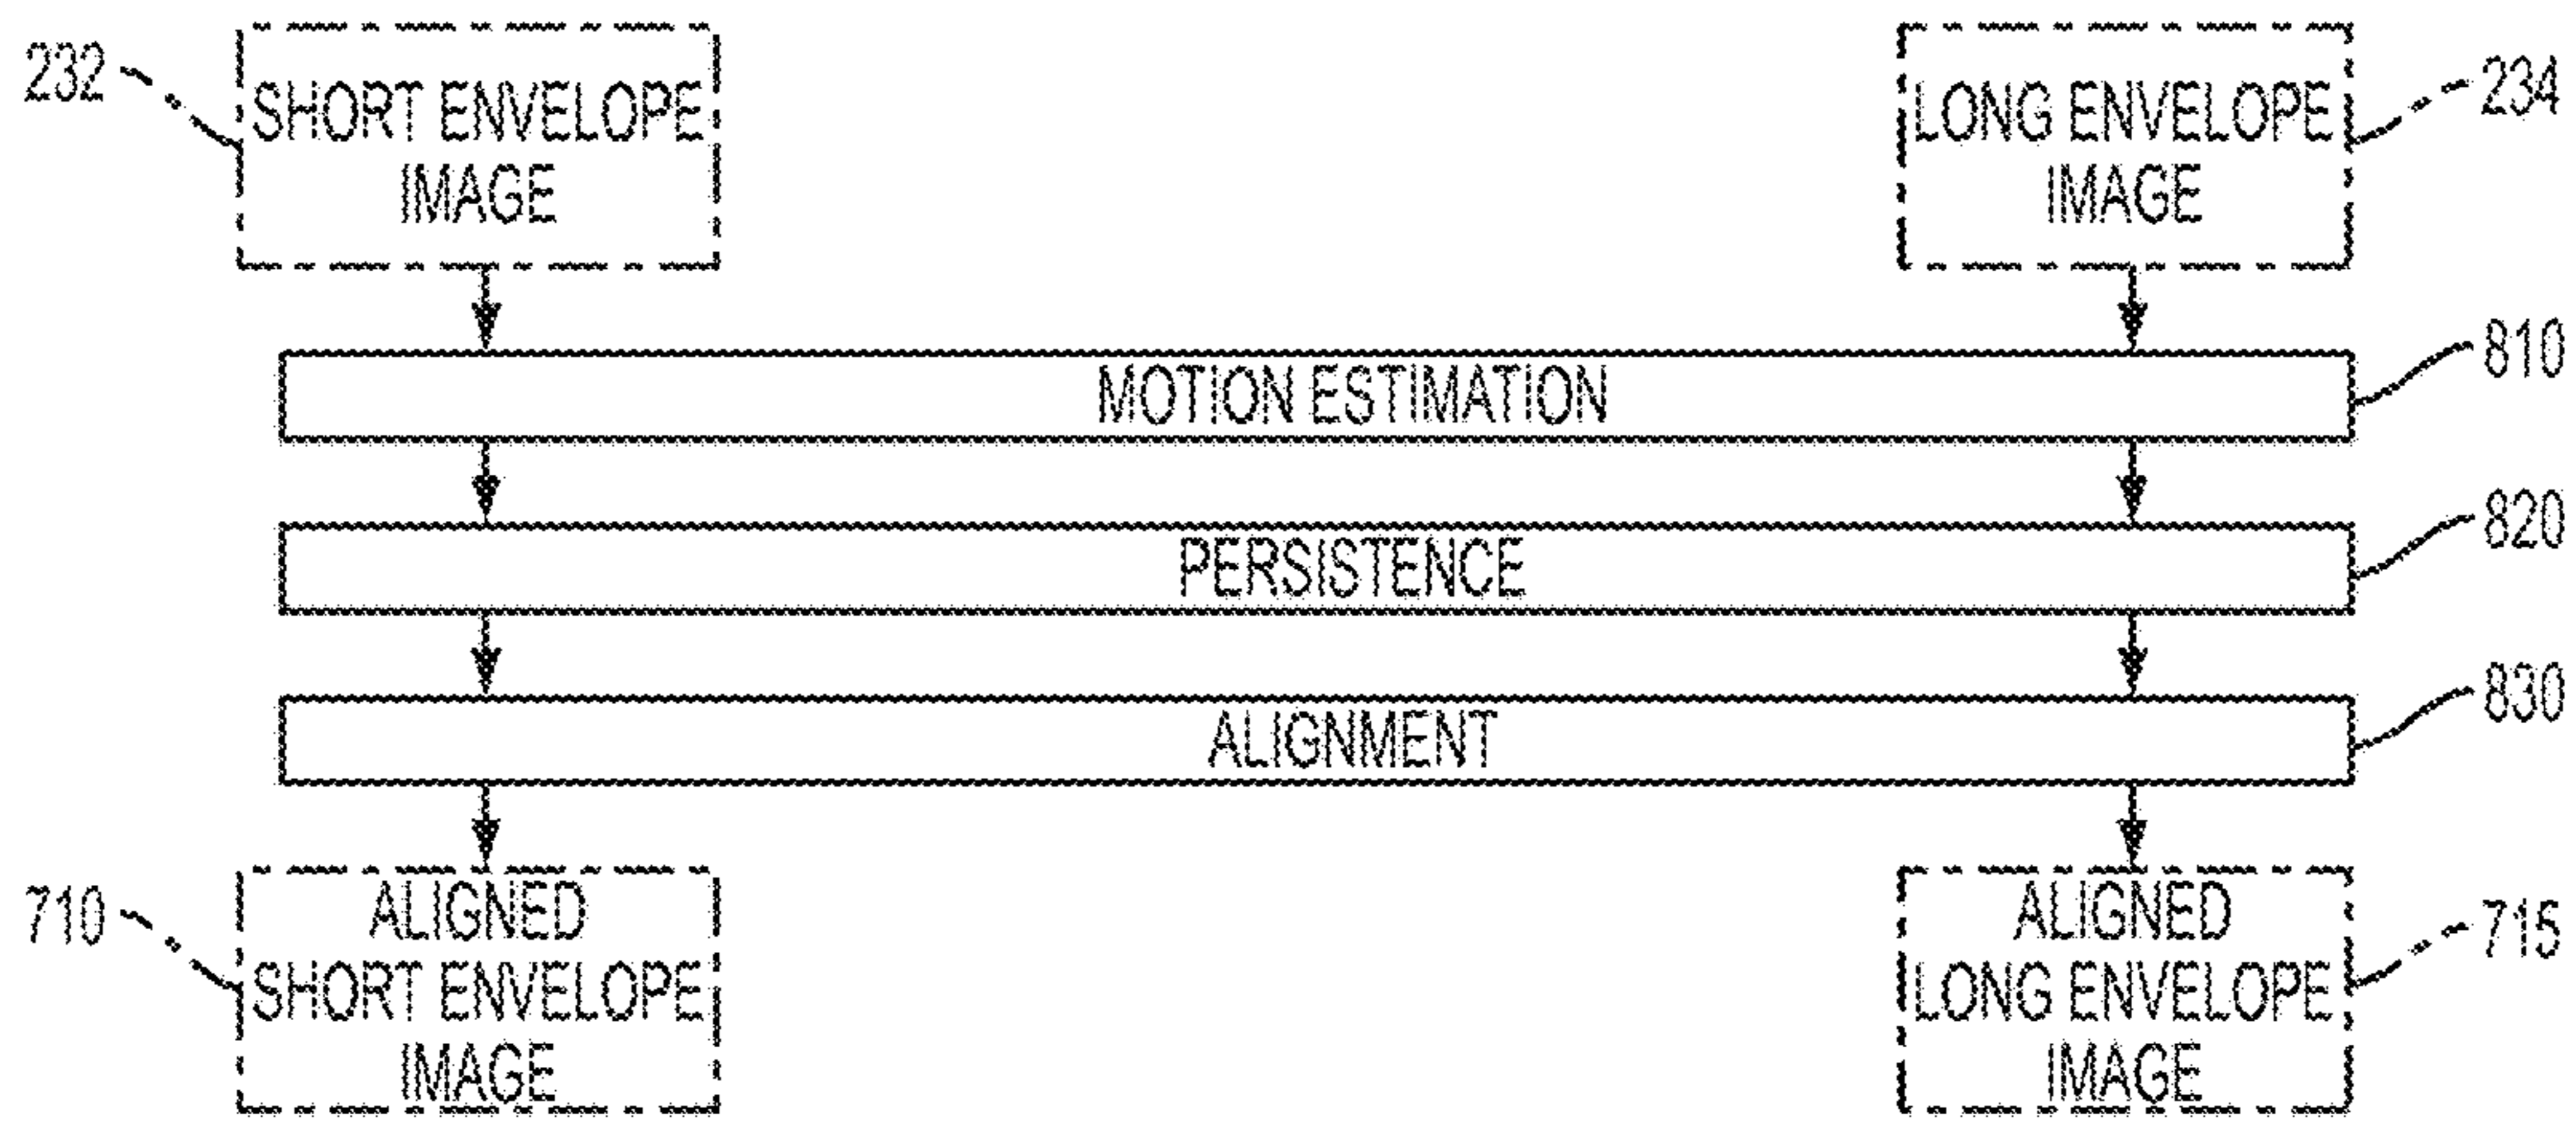 232
SHORT ENVELOPE
IMAGE
LONG ENVELOPE
IMAGE
234
MOTION ESTIMATION
810
PERSISTENCE
820
ALIGNMENT
830
710
ALIGNED
SHORT ENVELOPE
IMAGE
ALIGNED
LONG ENVELOPE
IMAGE
715